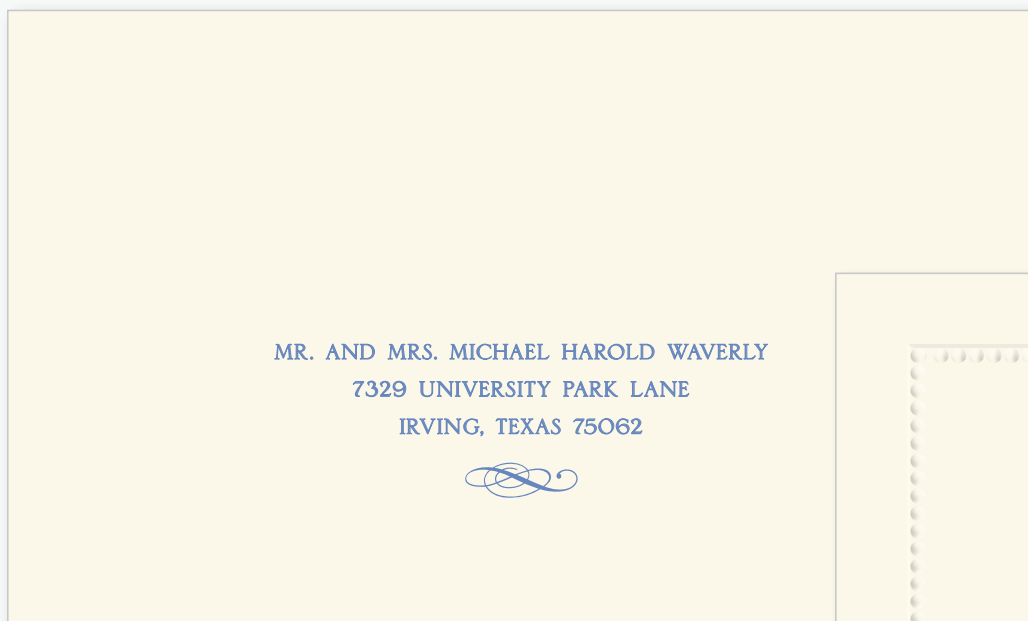 MR. AND MRS. MICHAEL HAROLD WAVERLY
7329 UNIVERSITY PARK LANE
IRVING, TEXAS 75062